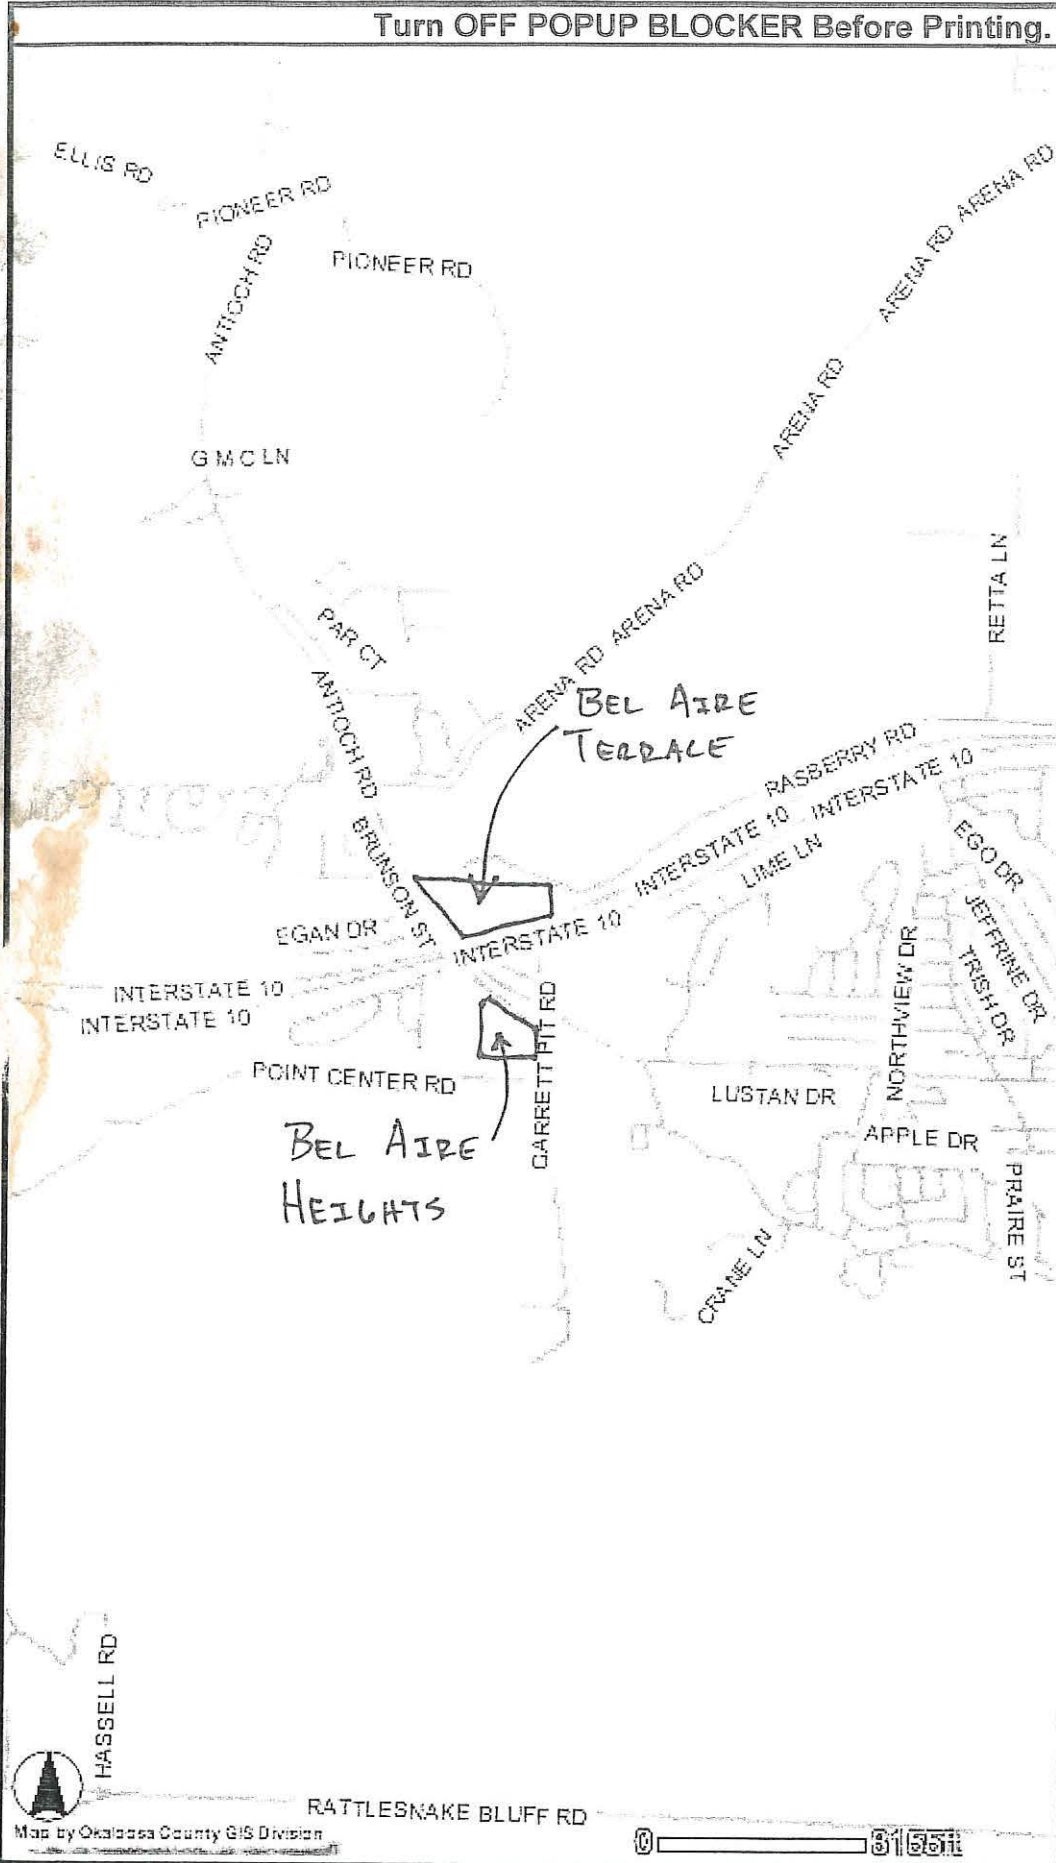 Turn OFF POPUP BLOCKER Before Printing.
ELLIS RD
PIONEER RD
ARENA RD
ANTIOCH RD
PIONEER RD
ARENA RD
ARENA RD
G M C LN
RETTA LN
ARENA RD
PAR CT
ARENA RD
BEL AIRE
TERRACE
ANTIOCH RD
RASBERRY RD
INTERSTATE 10
INTERSTATE 10
LIME LN
EGO DR
BRUNSON ST
EGAN DR
INTERSTATE 10
JEFFRINE DR
TRISH DR
NORTHVIEW DR
INTERSTATE 10
INTERSTATE 10
GARRETT PIT RD
POINT CENTER RD
LUSTAN DR
APPLE DR
BEL AIRE
HEIGHTS
PRAIRE ST
CRANE LN
HASSELL RD
RATTLESNAKE BLUFF RD
Map by Okaloosa County GIS Division
0 3155ft